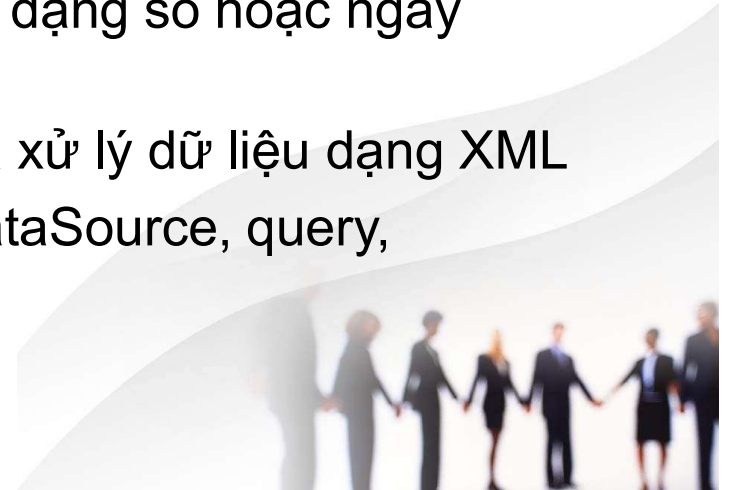 dạng số hoặc ngày
xử lý dữ liệu dạng XML
taSource, query,